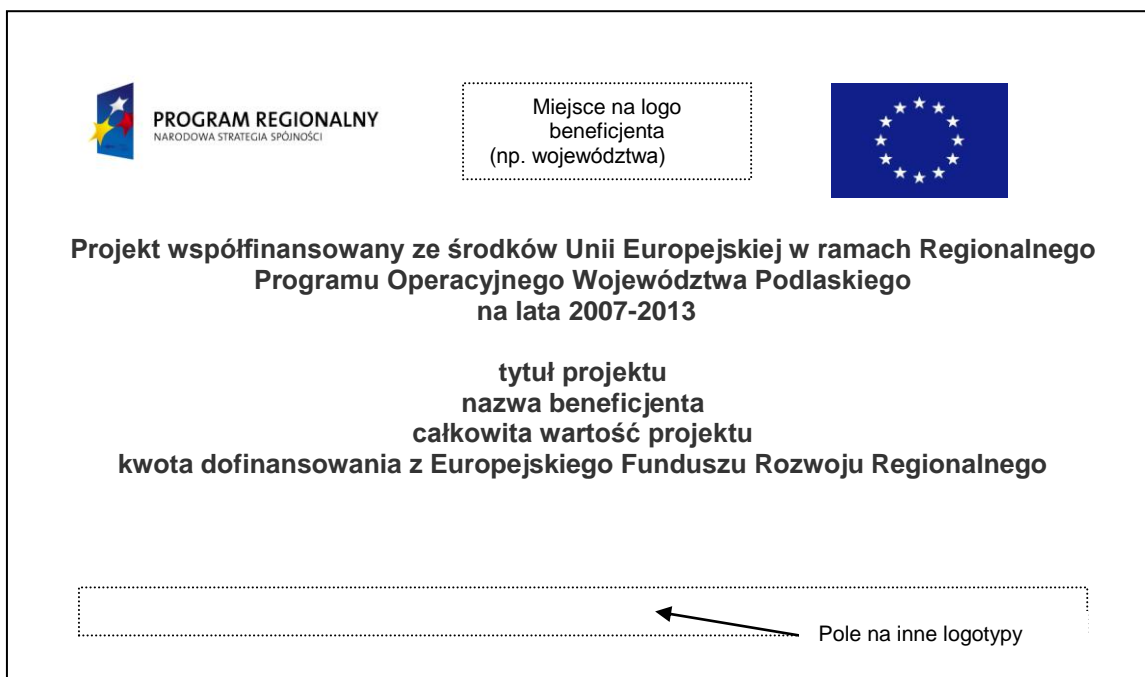 PROGRAM REGIONALNY
NARODOWA STRATEGIA SPÓJNOŚCI
Miejsce na logo
beneficjenta
(np. województwa)
Projekt współfinansowany ze środków Unii Europejskiej w ramach Regionalnego
Programu Operacyjnego Województwa Podlaskiego
na lata 2007-2013
tytuł projektu
nazwa beneficjenta
całkowita wartość projektu
kwota dofinansowania z Europejskiego Funduszu Rozwoju Regionalnego
Pole na inne logotypy